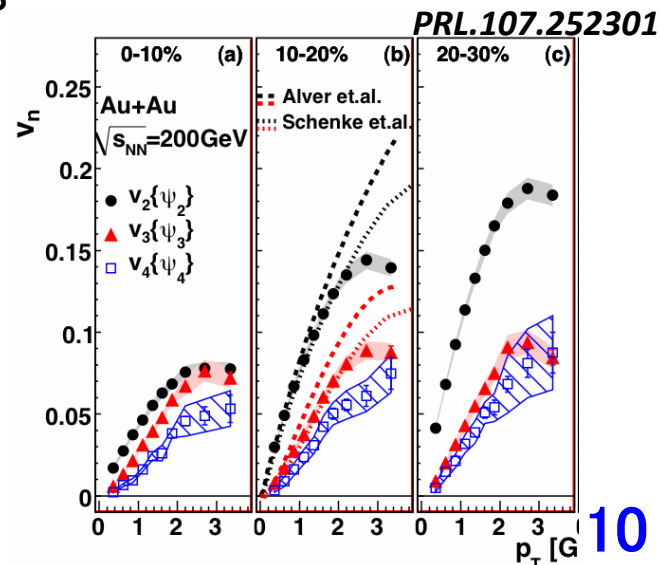 PRL.107.252301
0-10% (a)
10-20% (b)
20-30% (c)
v_n
0.25
0.2
0.15
0.1
0.05
0
Au+Au
√s_NN=200GeV
v_2{ψ_2}
v_3{ψ_3}
v_4{ψ_4}
Alver et.al.
Schenke et.al.
0 1 2 3
0 1 2 3
0 1 2 3
p_T [G
10